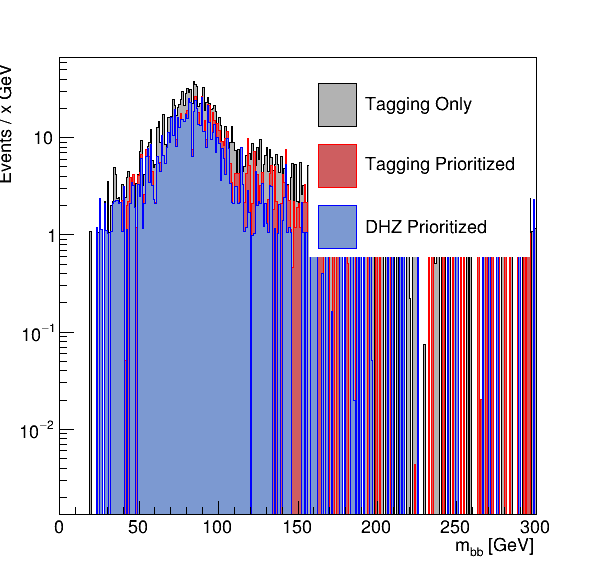 Events / x GeV
10
1
10⁻¹
10⁻²
Tagging Only
Tagging Prioritized
DHZ Prioritized
0 50 100 150 200 250 300
m_bb [GeV]